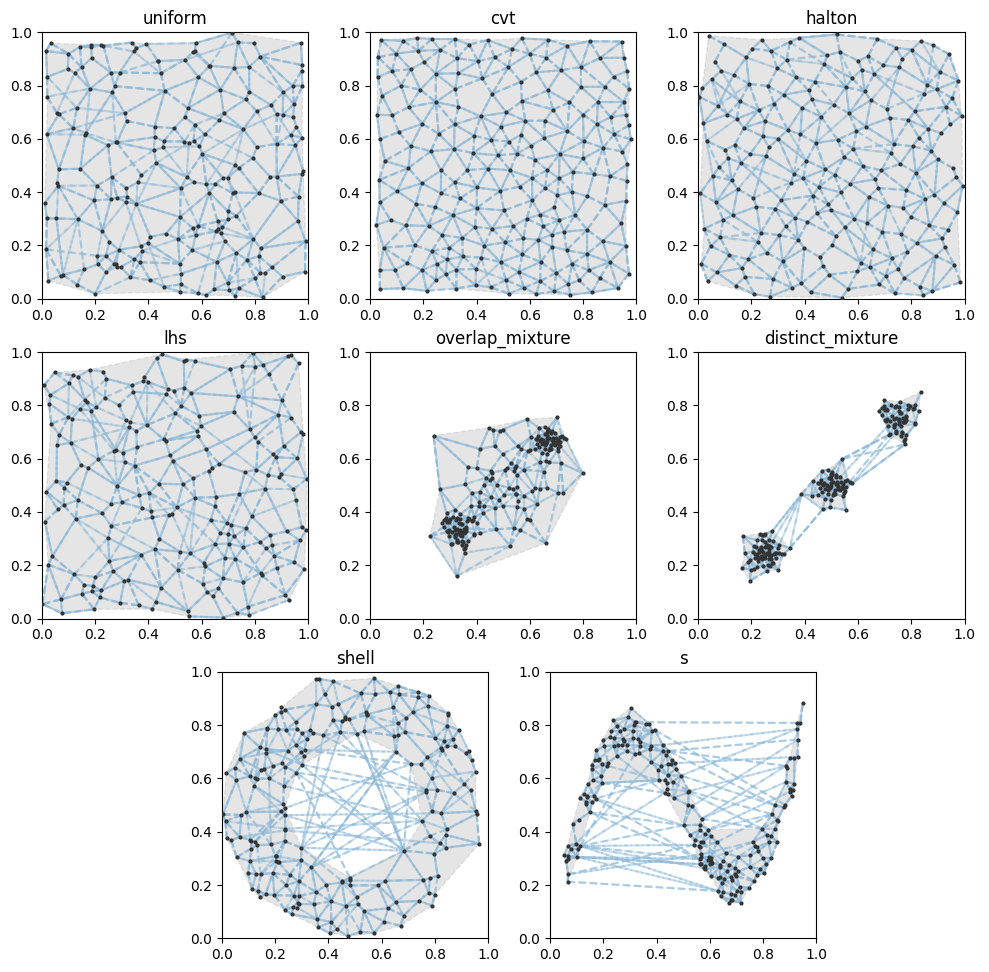 uniform cvt halton
1.0 1.0 1.0
0.8 0.8 0.8
0.6 0.6 0.6
0.4 0.4 0.4
0.2 0.2 0.2
0.0 0.0 0.0
0.0 0.2 0.4 0.6 0.8 1.0 0.0 0.2 0.4 0.6 0.8 1.0 0.0 0.2 0.4 0.6 0.8 1.0
lhs overlap_mixture distinct_mixture
1.0 1.0 1.0
0.8 0.8 0.8
0.6 0.6 0.6
0.4 0.4 0.4
0.2 0.2 0.2
0.0 0.0 0.0
0.0 0.2 0.4 0.6 0.8 1.0 0.0 0.2 0.4 0.6 0.8 1.0 0.0 0.2 0.4 0.6 0.8 1.0
shell s
1.0 1.0
0.8 0.8
0.6 0.6
0.4 0.4
0.2 0.2
0.0 0.0
0.0 0.2 0.4 0.6 0.8 1.0 0.0 0.2 0.4 0.6 0.8 1.0